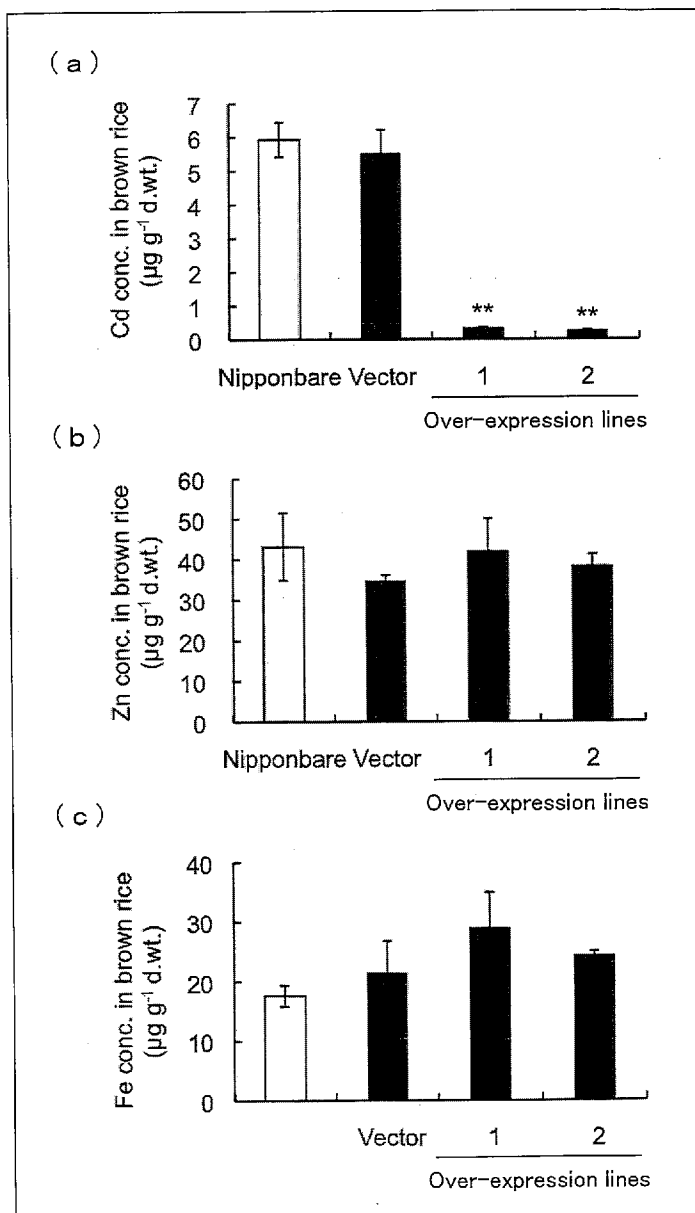 (a)
Cd conc. in brown rice
(µg g-1 d.wt.)
7
6
5
4
3
2
1
0
** **
Nipponbare Vector 1 2
Over-expression lines
(b)
Zn conc. in brown rice
(µg g-1 d.wt.)
60
50
40
30
20
10
0
Nipponbare Vector 1 2
Over-expression lines
(c)
Fe conc. in brown rice
(µg g-1 d.wt.)
40
30
20
10
0
Vector 1 2
Over-expression lines